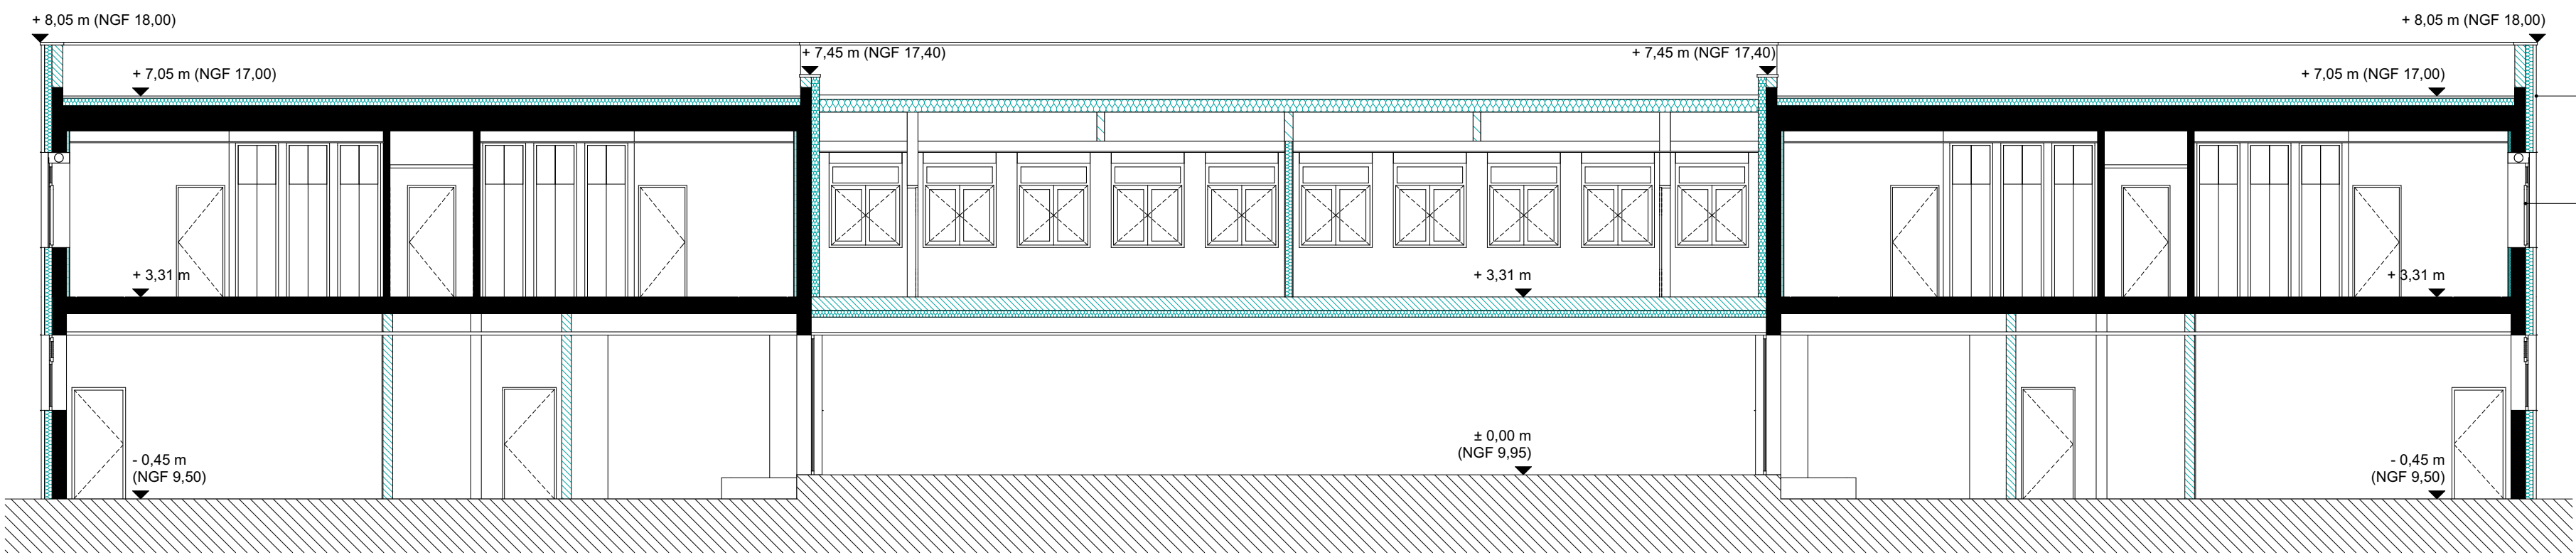 + 8,05 m (NGF 18,00)
+ 8,05 m (NGF 18,00)
+ 7,45 m (NGF 17,40)
+ 7,45 m (NGF 17,40)
+ 7,05 m (NGF 17,00)
+ 7,05 m (NGF 17,00)
+ 3,31 m
+ 3,31 m
+ 3,31 m
± 0,00 m
(NGF 9,95)
- 0,45 m
(NGF 9,50)
- 0,45 m
(NGF 9,50)